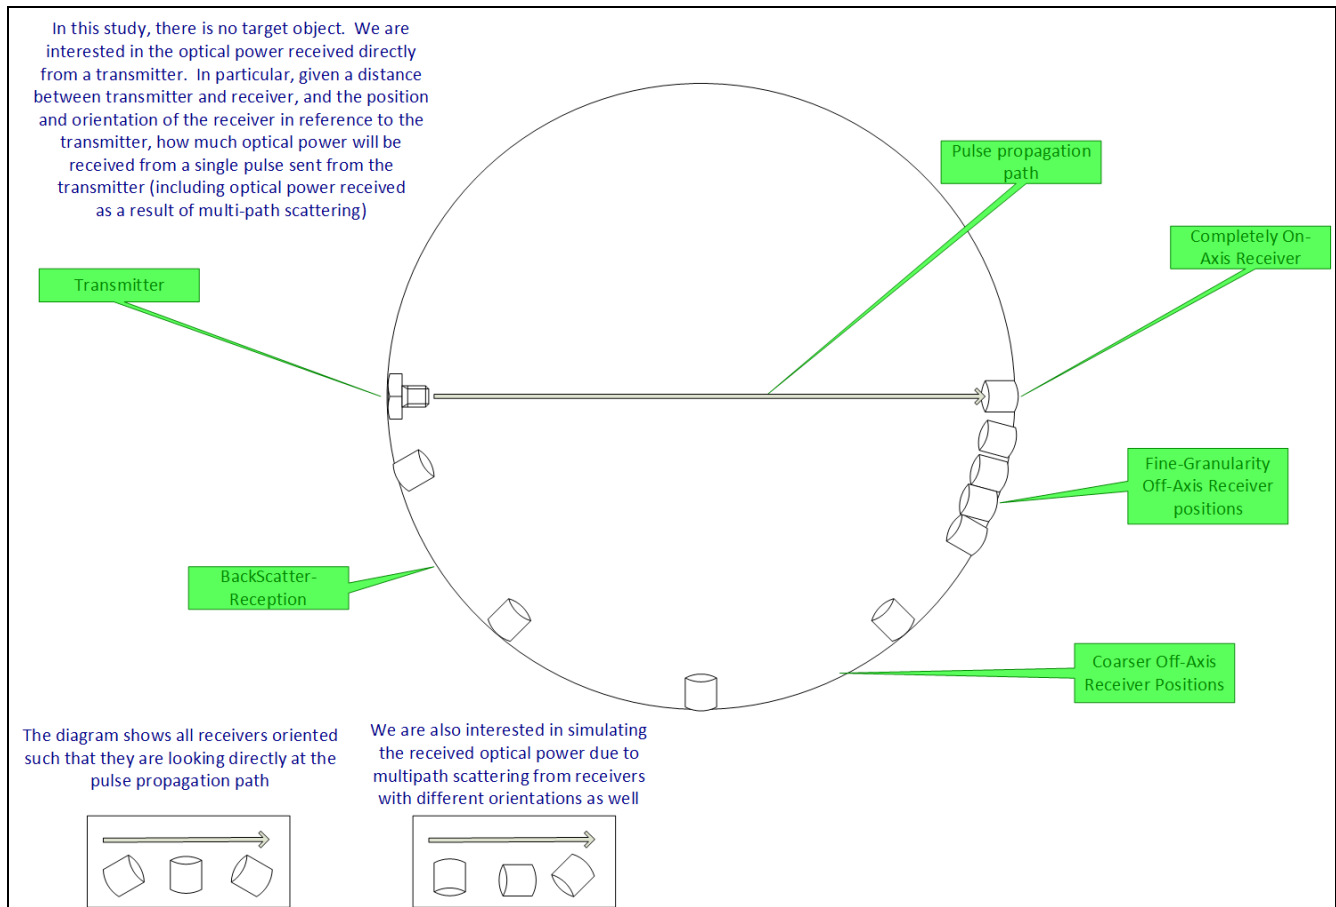 In this study, there is no target object.  We are
interested in the optical power received directly
from a transmitter.  In particular, given a distance
between transmitter and receiver, and the position
and orientation of the receiver in reference to the
transmitter, how much optical power will be
received from a single pulse sent from the
transmitter (including optical power received
as a result of multi-path scattering)
Pulse propagation
path
Completely On-
Axis Receiver
Transmitter
Fine-Granularity
Off-Axis Receiver
positions
BackScatter-
Reception
Coarser Off-Axis
Receiver Positions
The diagram shows all receivers oriented
such that they are looking directly at the
pulse propagation path
We are also interested in simulating
the received optical power due to
multipath scattering from receivers
with different orientations as well